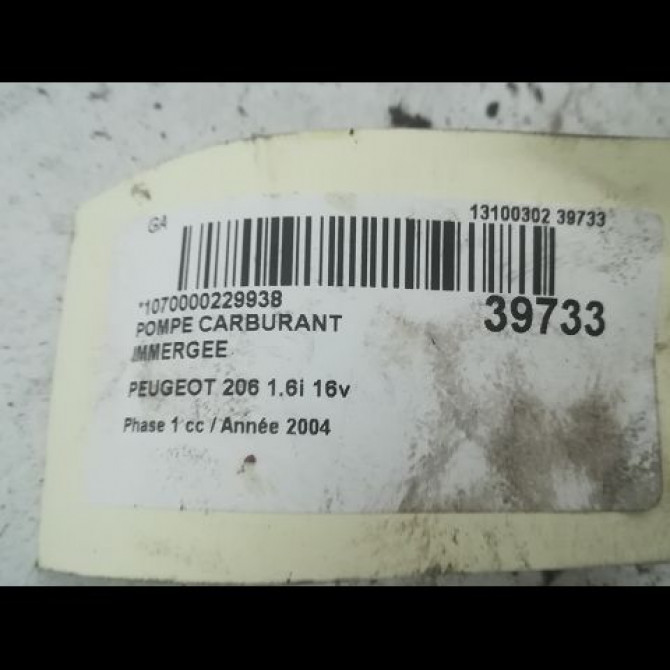 GA
13100302 39733
*1070000229938
39733
POMPE CARBURANT
IMMERGEE
PEUGEOT 206 1.6i 16v
Phase 1 cc / Année 2004